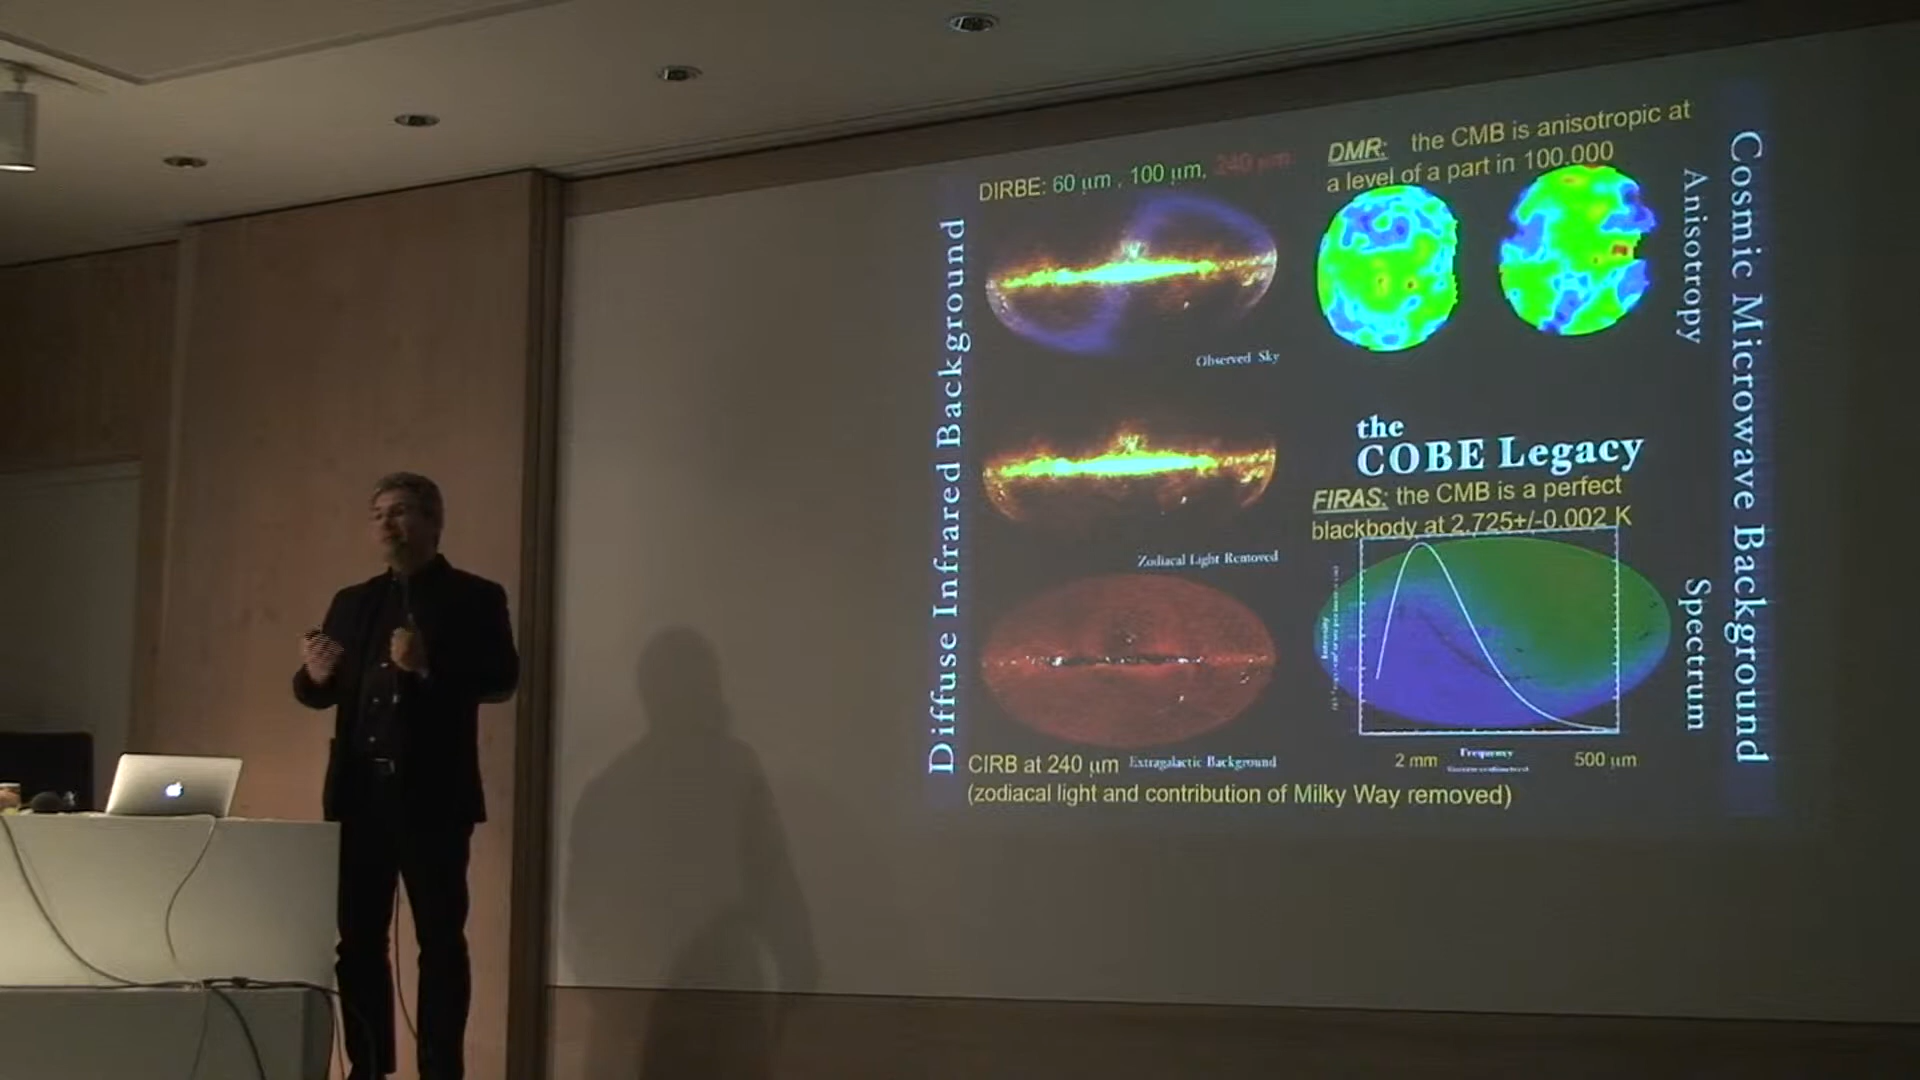 Diffuse Infrared Background
DIRBE: 60 µm , 100 µm, 240 µm
Observed Sky
Zodiacal Light Removed
CIRB at 240 µm Extragalactic Background
(zodiacal light and contribution of Milky Way removed)
DMR: the CMB is anisotropic at
a level of a part in 100,000
the
COBE Legacy
FIRAS: the CMB is a perfect
blackbody at 2.725+/-0.002 K
Intensity
2 mm Frequency 500 µm
Anisotropy
Spectrum
Cosmic Microwave Background